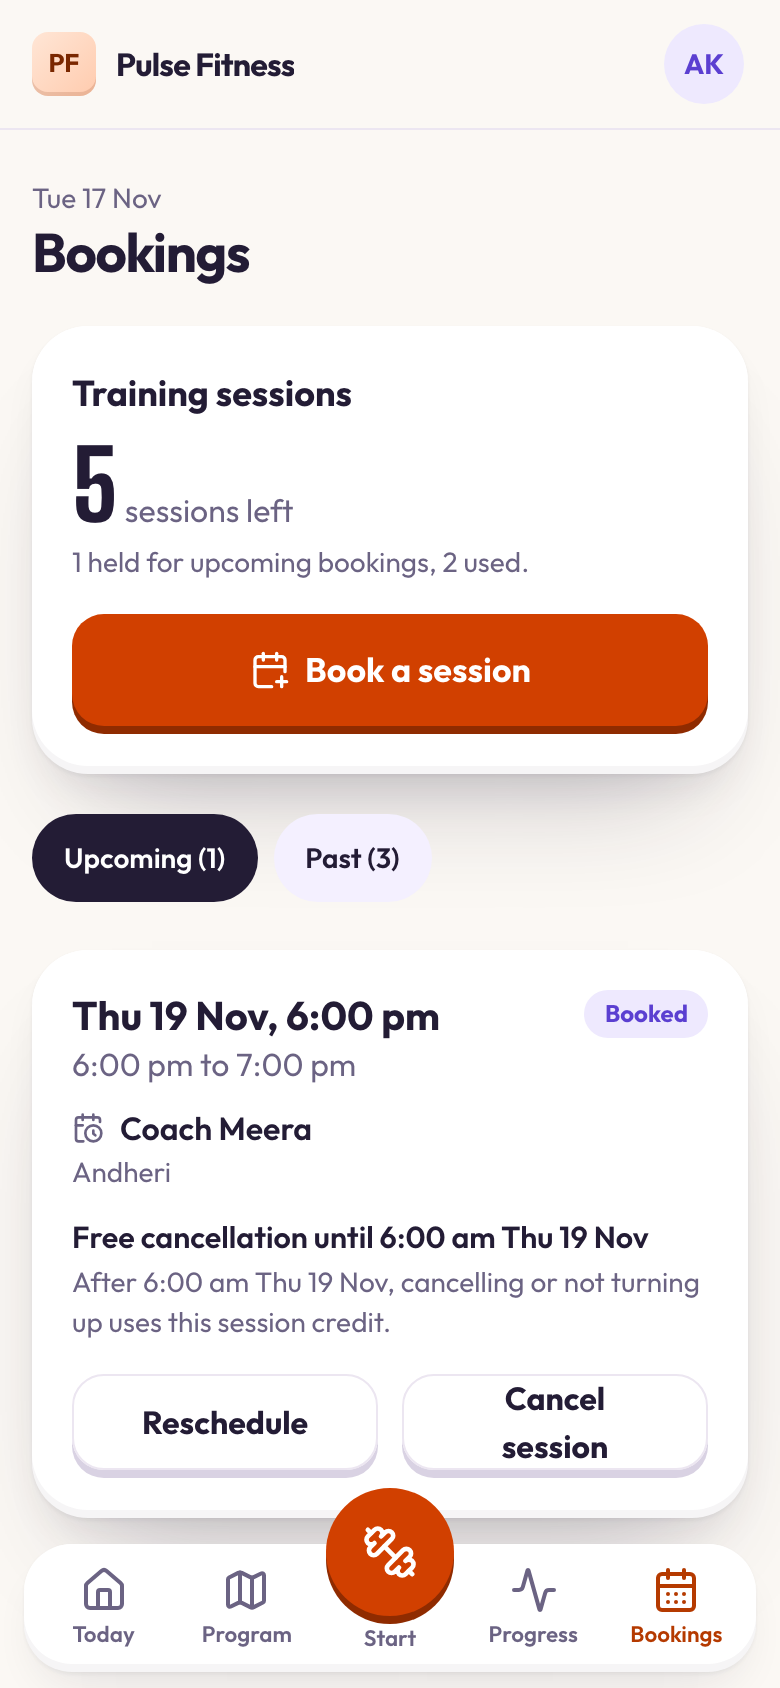 PF
Pulse Fitness
AK
Tue 17 Nov
Bookings
Training sessions
5 sessions left
1 held for upcoming bookings, 2 used.
Book a session
Upcoming (1)
Past (3)
Thu 19 Nov, 6:00 pm
Booked
6:00 pm to 7:00 pm
Coach Meera
Andheri
Free cancellation until 6:00 am Thu 19 Nov
After 6:00 am Thu 19 Nov, cancelling or not turning
up uses this session credit.
Reschedule
Cancel
session
Today
Program
Start
Progress
Bookings